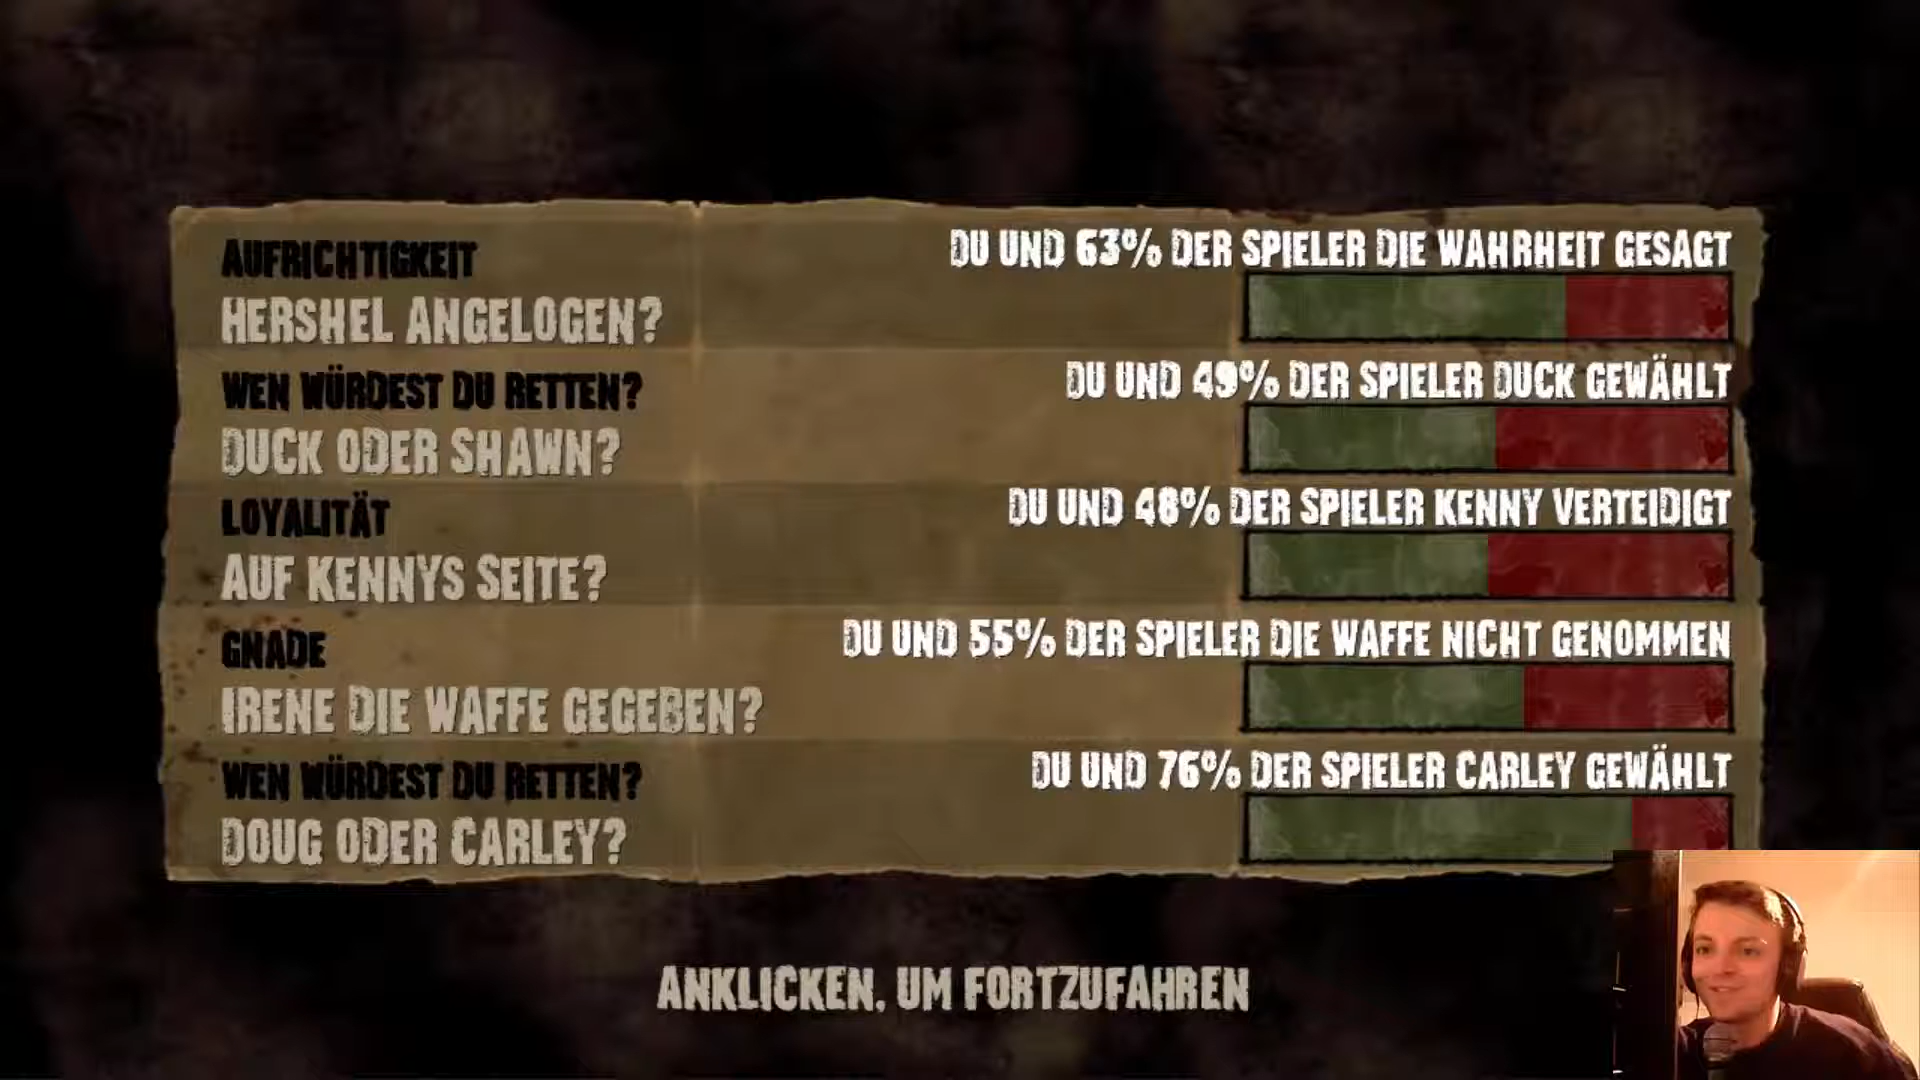 AUFRICHTIGKEIT
DU UND 63% DER SPIELER DIE WAHRHEIT GESAGT
HERSHEL ANGELOGEN?
WEN WÜRDEST DU RETTEN?
DU UND 49% DER SPIELER DUCK GEWÄHLT
DUCK ODER SHAWN?
LOYALITÄT
DU UND 48% DER SPIELER KENNY VERTEIDIGT
AUF KENNYS SEITE?
GNADE
DU UND 55% DER SPIELER DIE WAFFE NICHT GENOMMEN
IRENE DIE WAFFE GEGEBEN?
WEN WÜRDEST DU RETTEN?
DU UND 76% DER SPIELER CARLEY GEWÄHLT
DOUG ODER CARLEY?
ANKLICKEN, UM FORTZUFAHREN